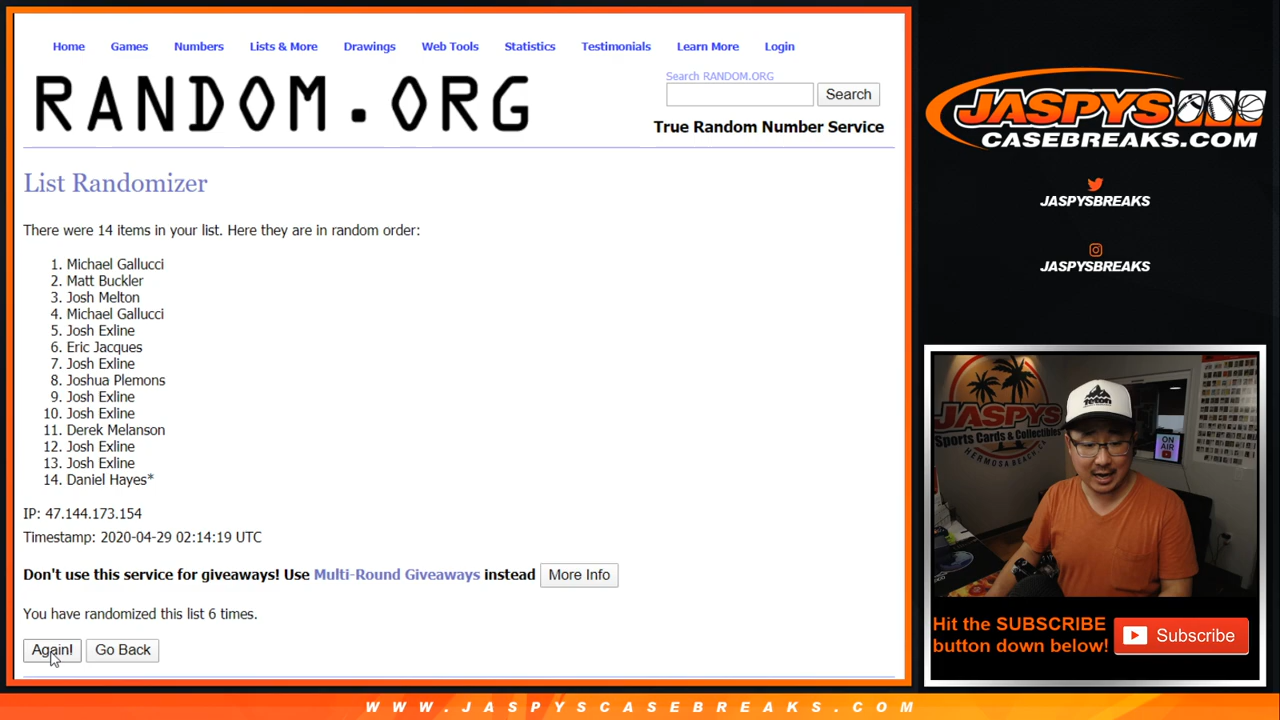 Home Games Numbers Lists & More Drawings Web Tools Statistics Testimonials Learn More Login
RANDOM.ORG
Search RANDOM.ORG
Search
True Random Number Service
List Randomizer
There were 14 items in your list. Here they are in random order:
1. Michael Gallucci
2. Matt Buckler
3. Josh Melton
4. Michael Gallucci
5. Josh Exline
6. Eric Jacques
7. Josh Exline
8. Joshua Plemons
9. Josh Exline
10. Josh Exline
11. Derek Melanson
12. Josh Exline
13. Josh Exline
14. Daniel Hayes*
IP: 47.144.173.154
Timestamp: 2020-04-29 02:14:19 UTC
Don't use this service for giveaways! Use Multi-Round Giveaways instead More Info
You have randomized this list 6 times.
Again! Go Back
JASPYS
CASEBREAKS.COM
JASPYSBREAKS
JASPYSBREAKS
JASPYS
Sports Cards & Collectibles
HERMOSA BEACH, CA
teton
ON
AIR
Hit the SUBSCRIBE
button down below!
Subscribe
WWW.JASPYSCASEBREAKS.COM